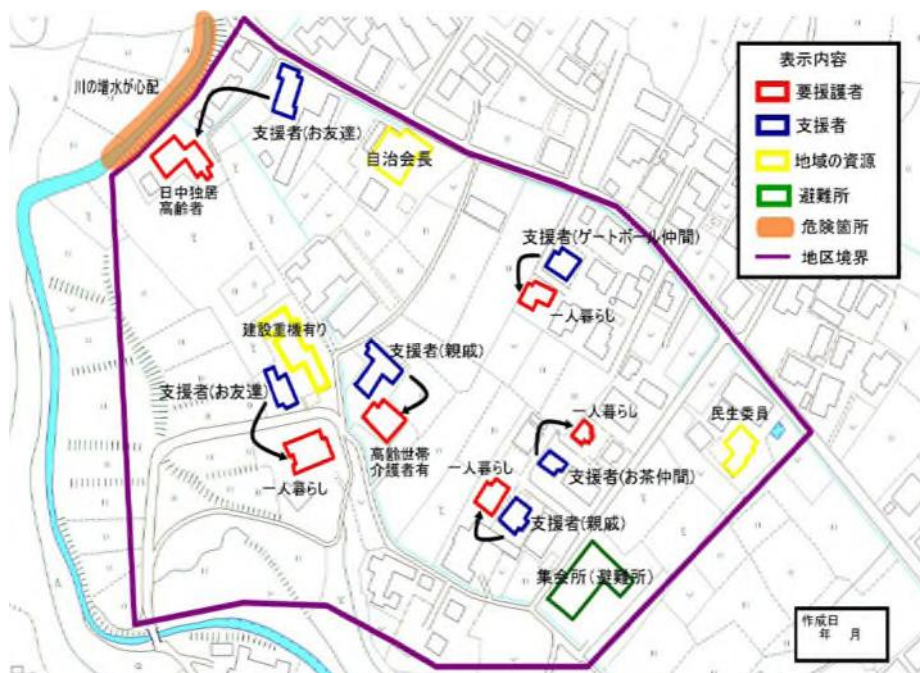 表示内容
要援護者
支援者
地域の資源
避難所
危険箇所
地区境界
川の増水が心配
支援者(お友達)
自治会長
日中独居
高齢者
支援者(ゲートボール仲間)
一人暮らし
建設重機有り
支援者(親戚)
支援者(お友達)
高齢世帯
介護者有
一人暮らし
一人暮らし
民生委員
一人暮らし
支援者(お茶仲間)
支援者(親戚)
集会所(避難所)
作成日
年 月